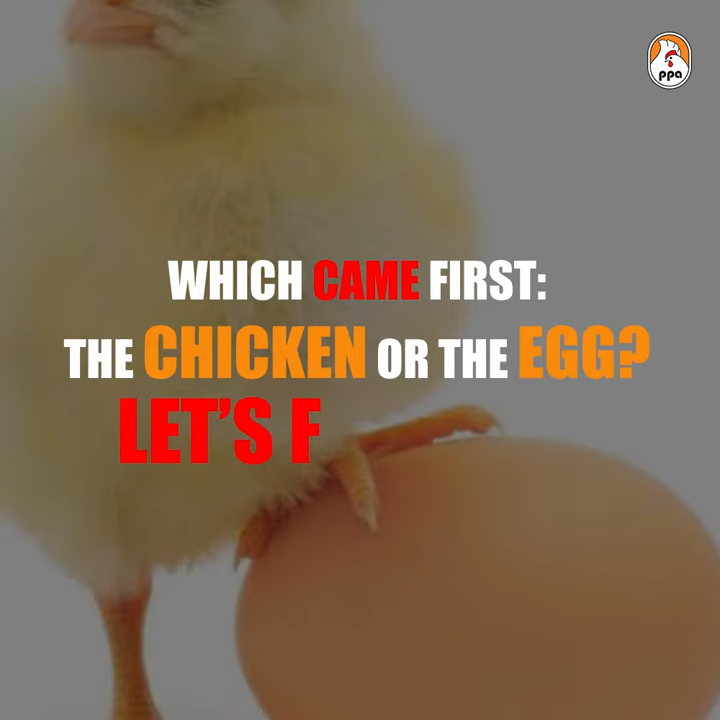 ppa
WHICH CAME FIRST:
THE CHICKEN OR THE EGG?
LET'S F